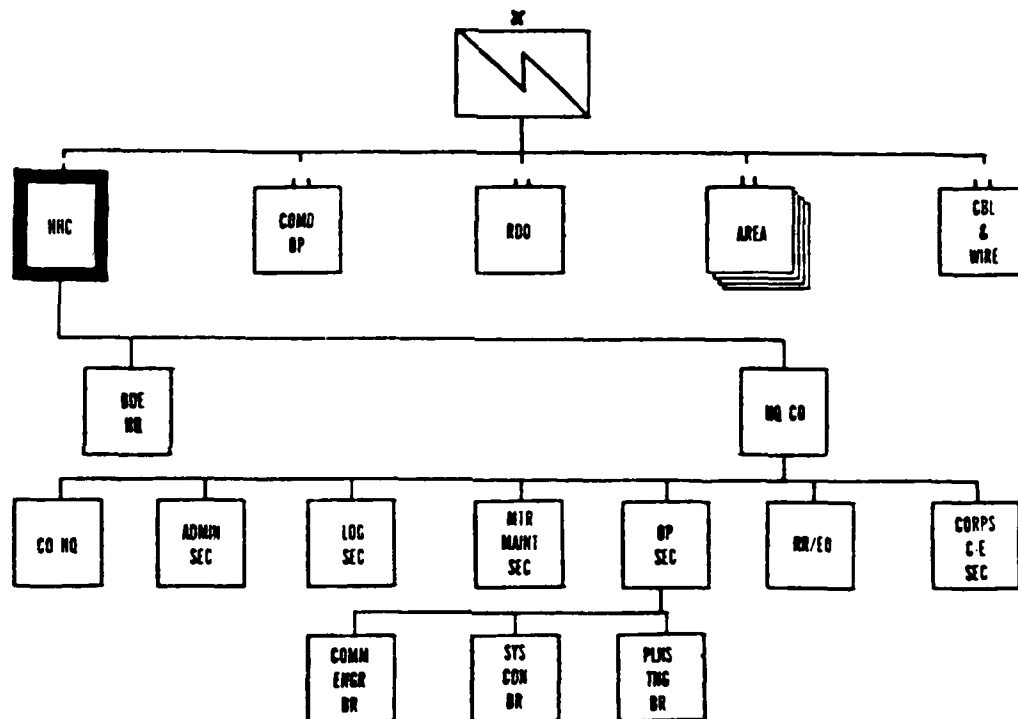 X
HHC
COMD
OP
RDO
AREA
CBL
&
WIRE
BDE
HQ
HQ CO
CO HQ
ADMIN
SEC
LOG
SEC
MTR
MAINT
SEC
OP
SEC
RR/EO
CORPS
C-E
SEC
COMM
ENGR
BR
SYS
CON
BR
PLNS
TNG
BR